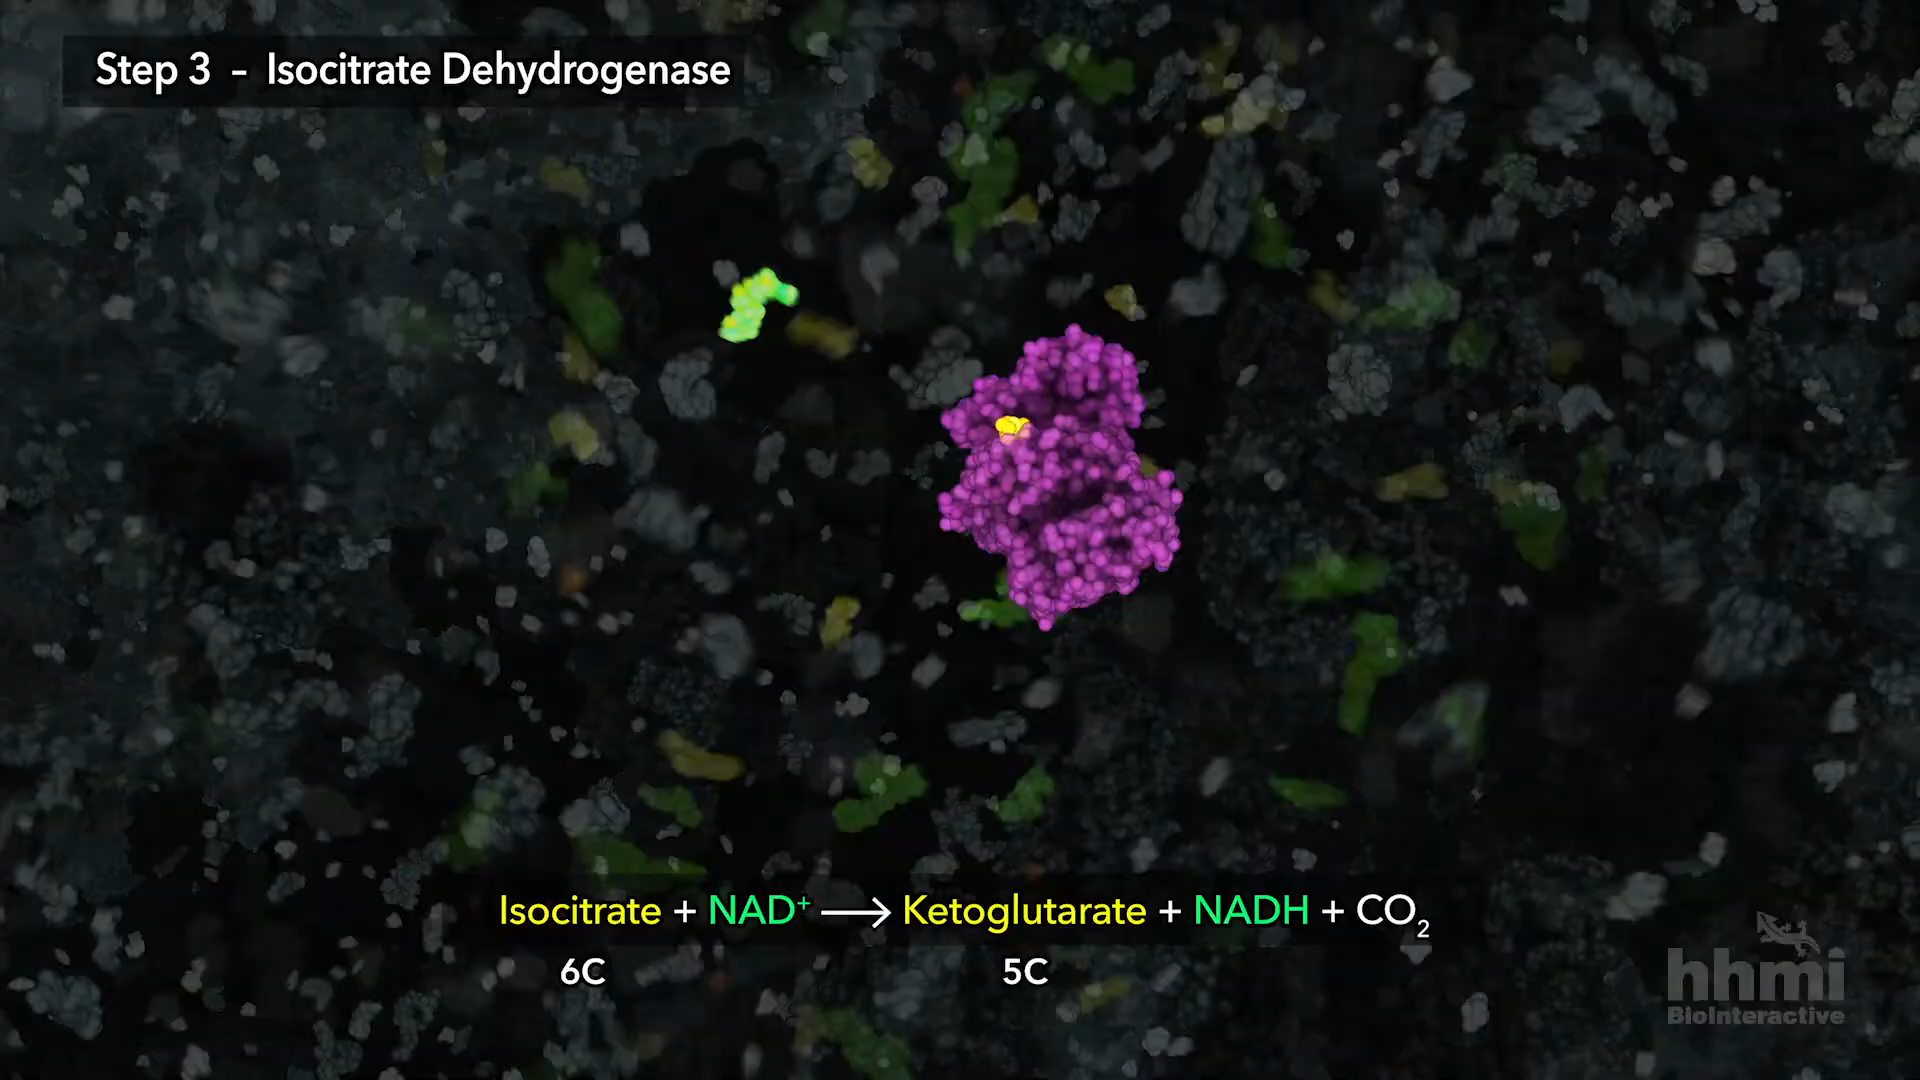 Step 3 – Isocitrate Dehydrogenase
Isocitrate + NAD⁺ ⟶ Ketoglutarate + NADH + CO₂
6C 5C
hhmi
BioInteractive